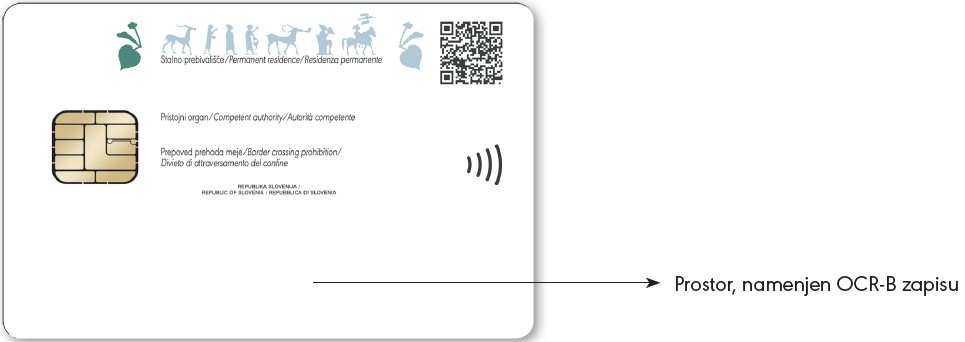 Stalno prebivališče/Permanent residence/Residenza permanente
Pristojni organ/Competent authority/Autorità competente
Prepoved prehoda meje/Border crossing prohibition/
Divieto di attraversamento del confine
REPUBLIKA SLOVENIJA /
REPUBLIC OF SLOVENIA / REPUBBLICA DI SLOVENIA
Prostor, namenjen OCR-B zapisu